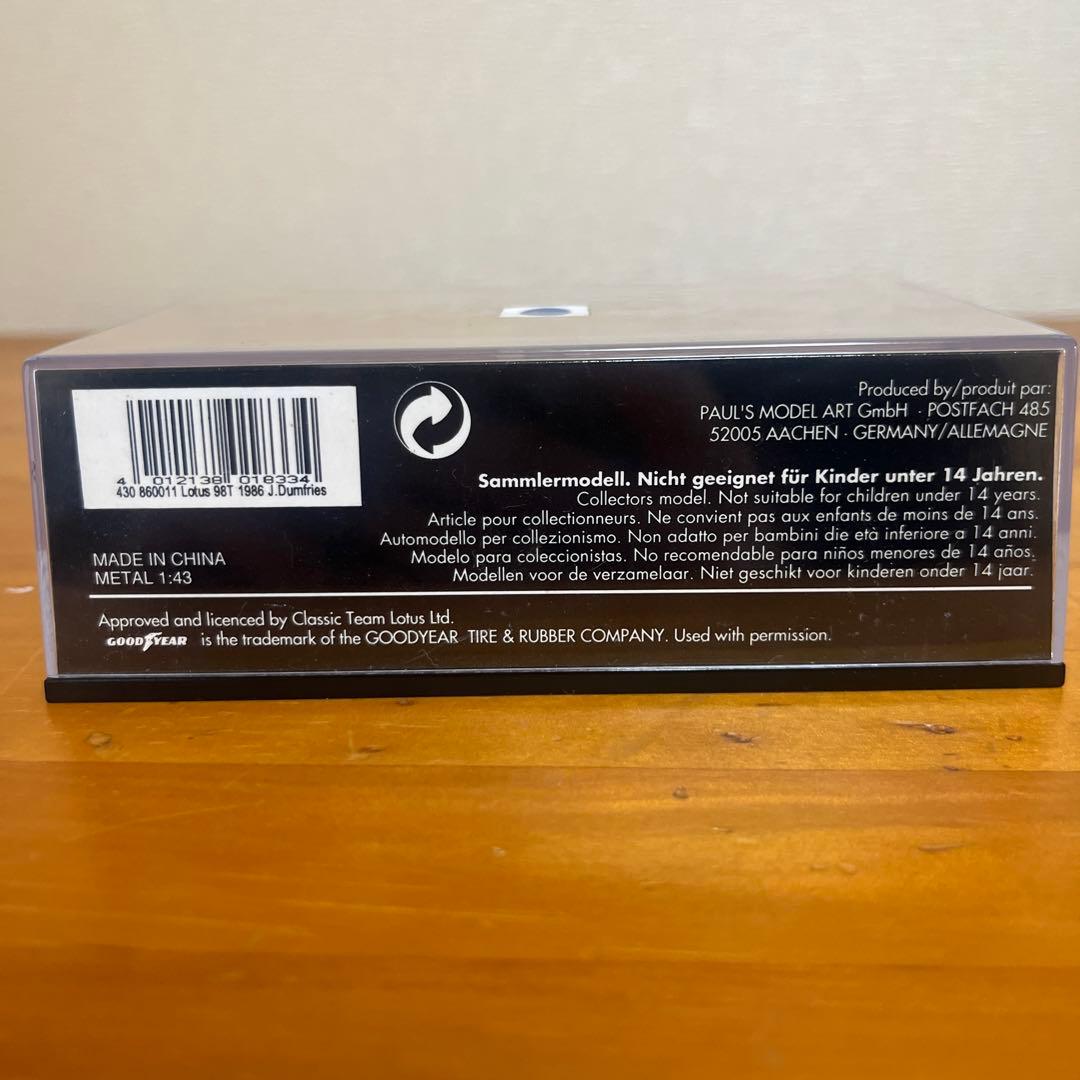 4 012138 018334
430 860011 Lotus 98T 1986 J.Dumfries
Produced by/produit par:
PAUL'S MODEL ART GmbH · POSTFACH 485
52005 AACHEN · GERMANY/ALLEMAGNE
Sammlermodell. Nicht geeignet für Kinder unter 14 Jahren.
Collectors model. Not suitable for children under 14 years.
Article pour collectionneurs. Ne convient pas aux enfants de moins de 14 ans.
Automodello per collezionismo. Non adatto per bambini die età inferiore a 14 anni.
Modelo para coleccionistas. No recomendable para niños menores de 14 años.
Modellen voor de verzamelaar. Niet geschikt voor kinderen onder 14 jaar.
MADE IN CHINA
METAL 1:43
Approved and licenced by Classic Team Lotus Ltd.
GOODYEAR is the trademark of the GOODYEAR TIRE & RUBBER COMPANY. Used with permission.